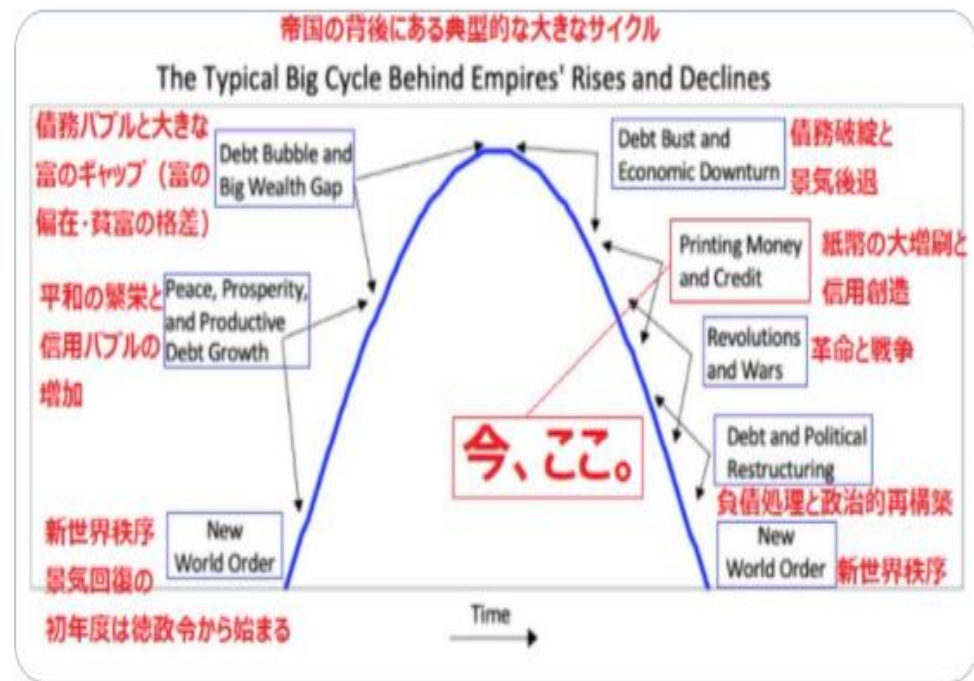 帝国の背後にある典型的な大きなサイクル
The Typical Big Cycle Behind Empires' Rises and Declines
債務バブルと大きな
富のギャップ（富の
偏在・貧富の格差）
Debt Bubble and
Big Wealth Gap
Debt Bust and
Economic Downturn
債務破綻と
景気後退
平和の繁栄と
信用バブルの
増加
Peace, Prosperity,
and Productive
Debt Growth
Printing Money
and Credit
紙幣の大増刷と
信用創造
Revolutions
and Wars
革命と戦争
今、ここ。
Debt and Political
Restructuring
負債処理と政治的再構築
新世界秩序
景気回復の
初年度は徳政令から始まる
New
World Order
New
World Order
新世界秩序
Time